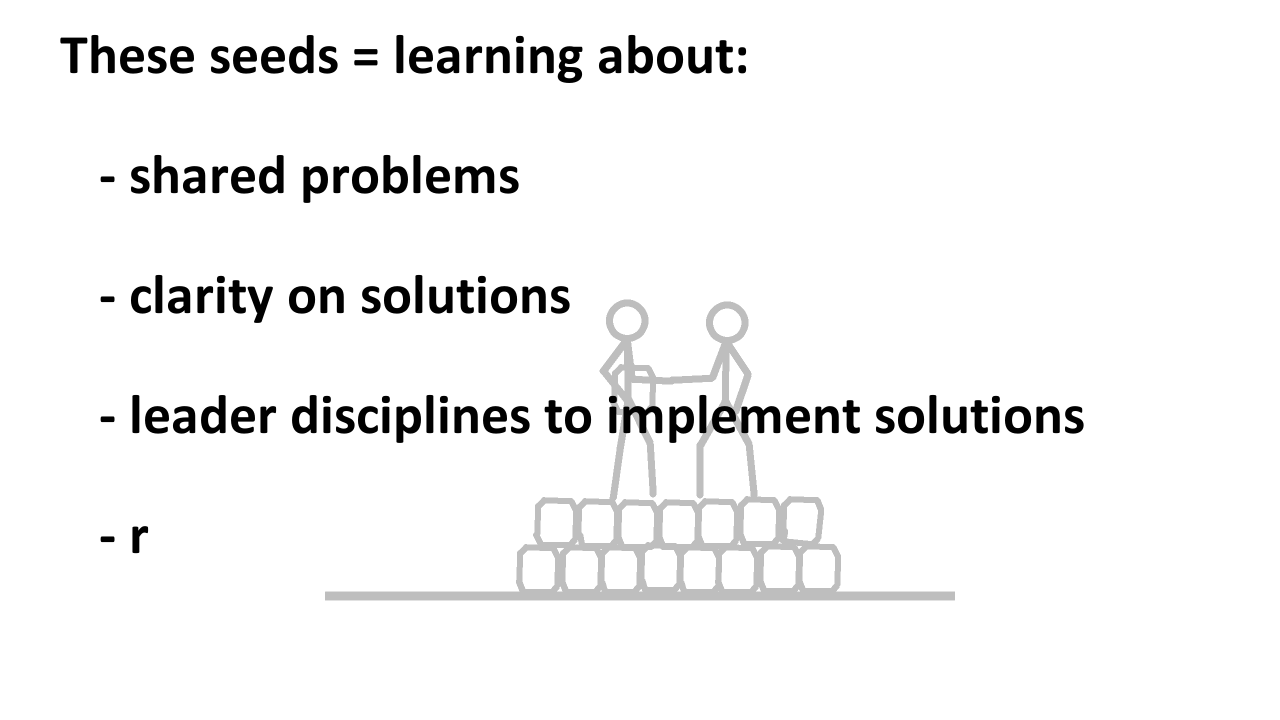 These seeds = learning about:
- shared problems
- clarity on solutions
- leader disciplines to implement solutions
- r